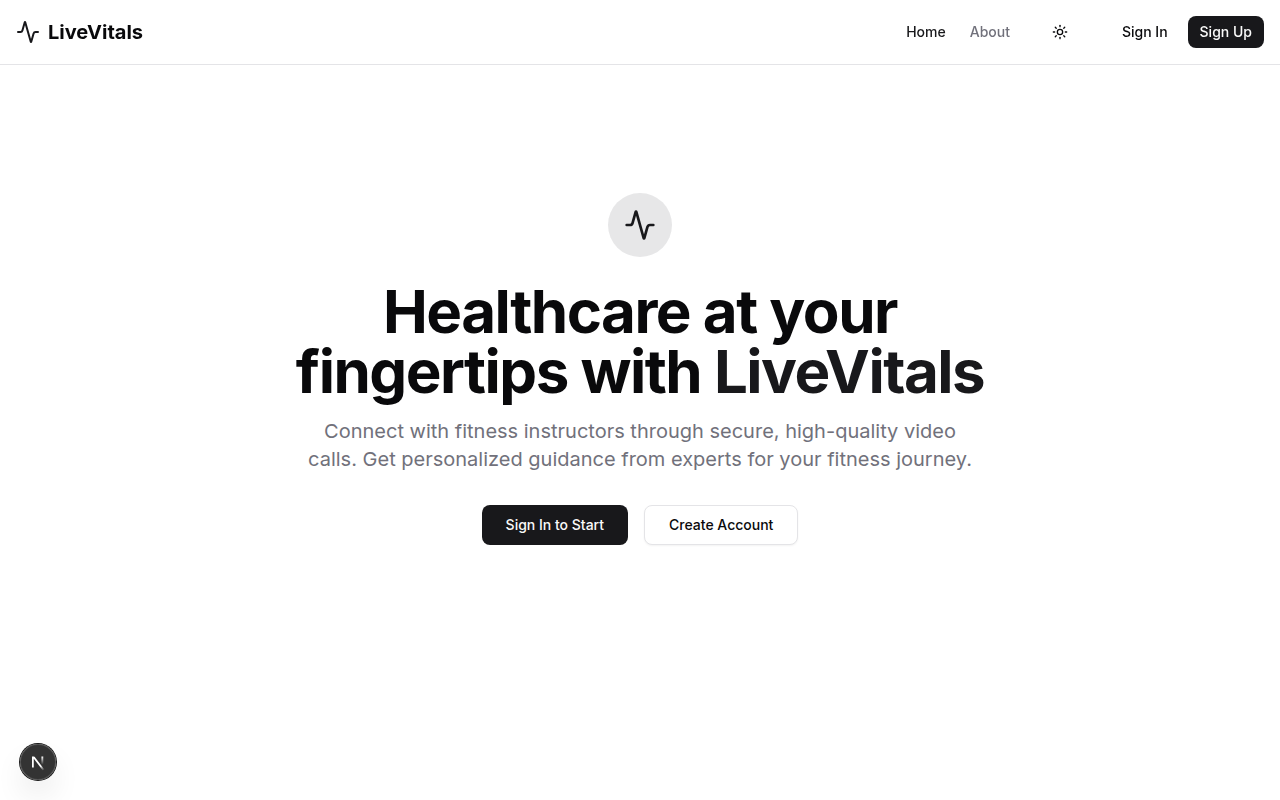 LiveVitals
Home
About
Sign In
Sign Up
Healthcare at your
fingertips with LiveVitals
Connect with fitness instructors through secure, high-quality video
calls. Get personalized guidance from experts for your fitness journey.
Sign In to Start
Create Account
N